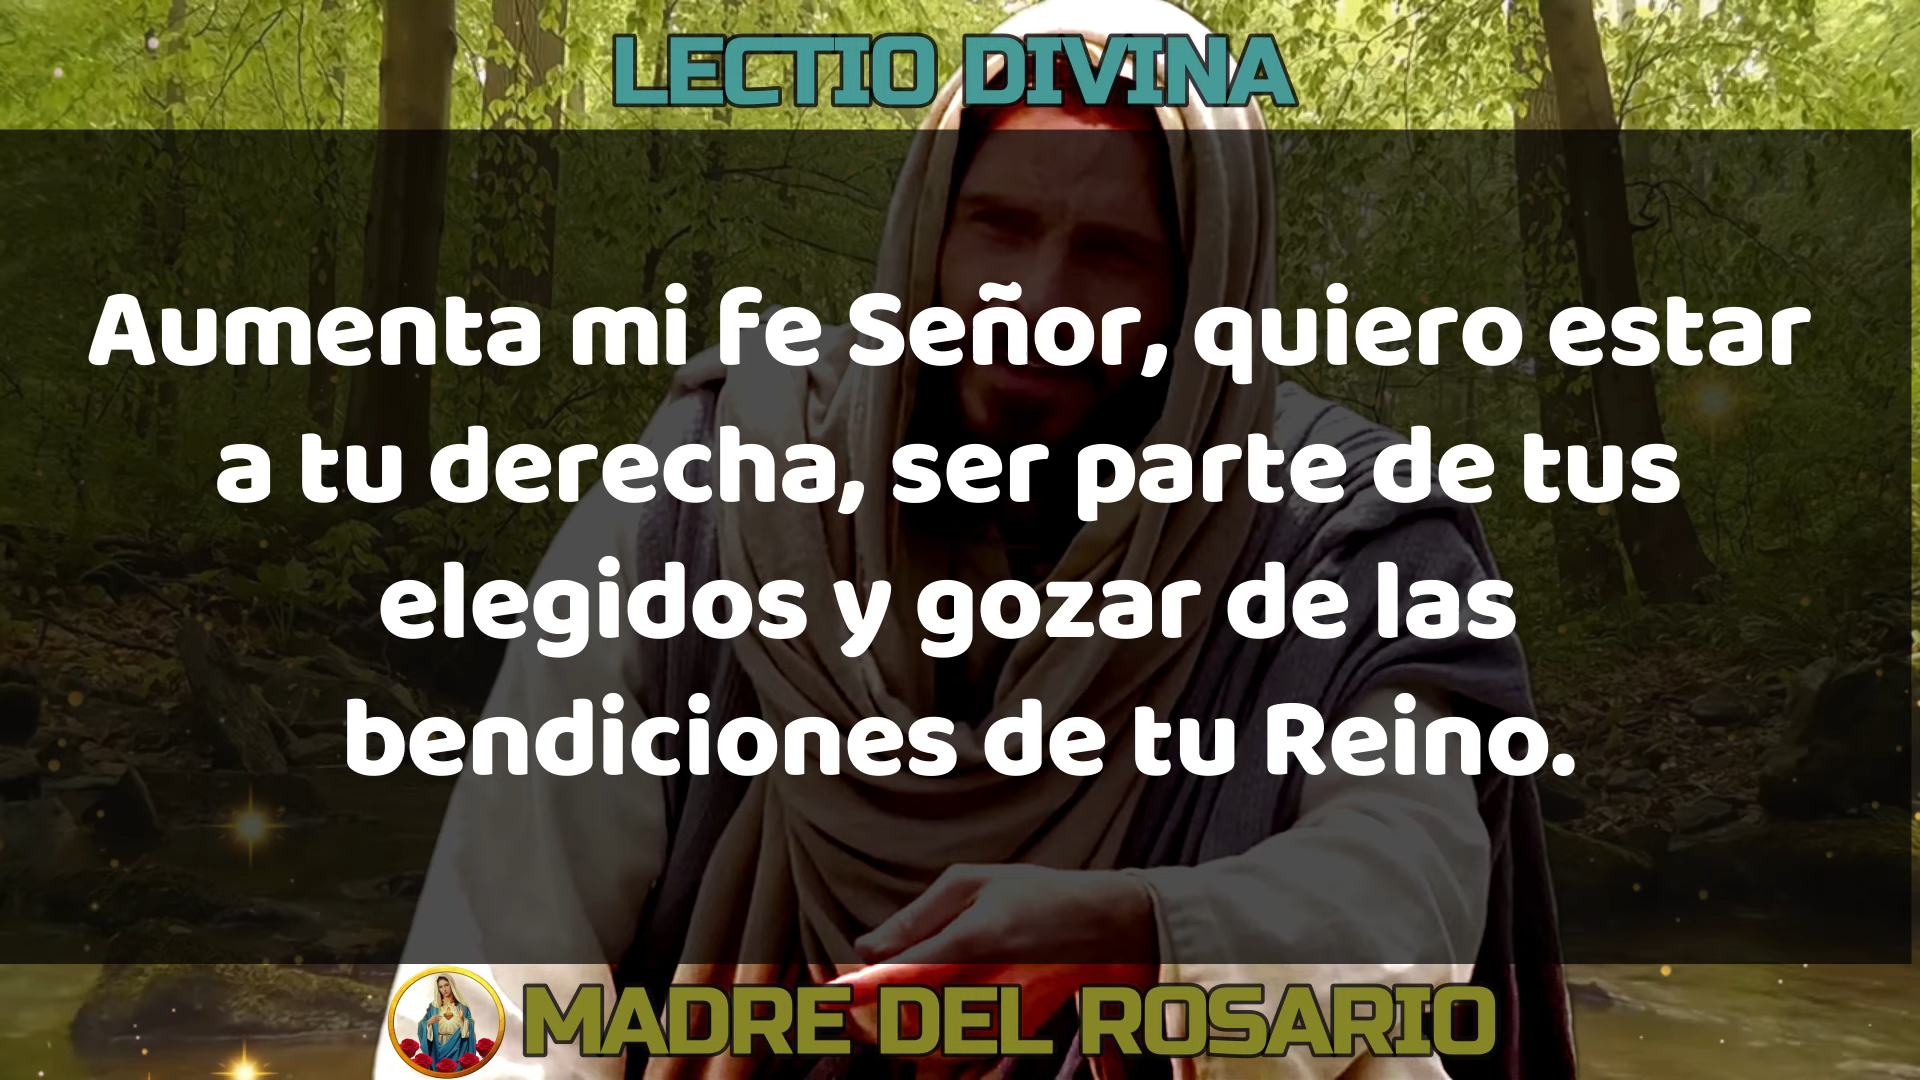 LECTIO DIVINA
Aumenta mi fe Señor, quiero estar
a tu derecha, ser parte de tus
elegidos y gozar de las
bendiciones de tu Reino.
MADRE DEL ROSARIO